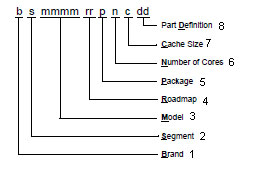 b s mmmm rr p n c dd
Part Definition 8
Cache Size 7
Number of Cores 6
Package 5
Roadmap 4
Model 3
Segment 2
Brand 1